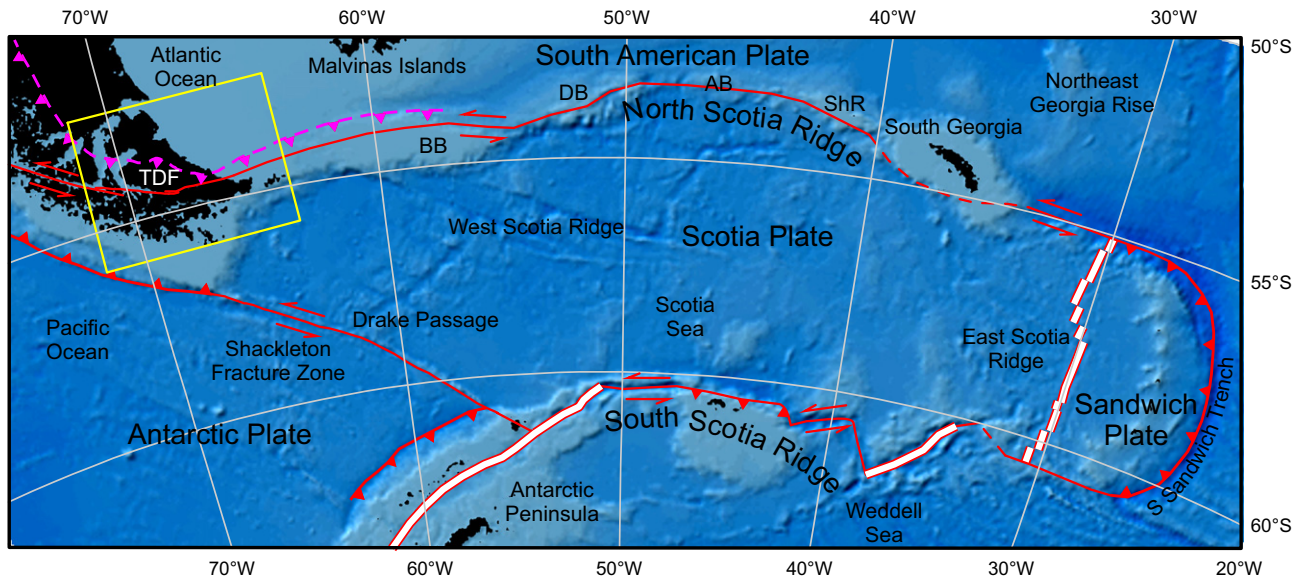 70°W
60°W
50°W
40°W
30°W
50°S
Atlantic
Ocean
Malvinas Islands
South American Plate
Northeast
Georgia Rise
DB
AB
ShR
North Scotia Ridge
South Georgia
BB
TDF
West Scotia Ridge
Scotia Plate
55°S
Pacific
Ocean
Drake Passage
Scotia
Sea
East Scotia
Ridge
Shackleton
Fracture Zone
Antarctic Plate
South Scotia Ridge
Sandwich
Plate
S Sandwich Trench
Antarctic
Peninsula
Weddell
Sea
60°S
70°W
60°W
50°W
40°W
30°W
20°W